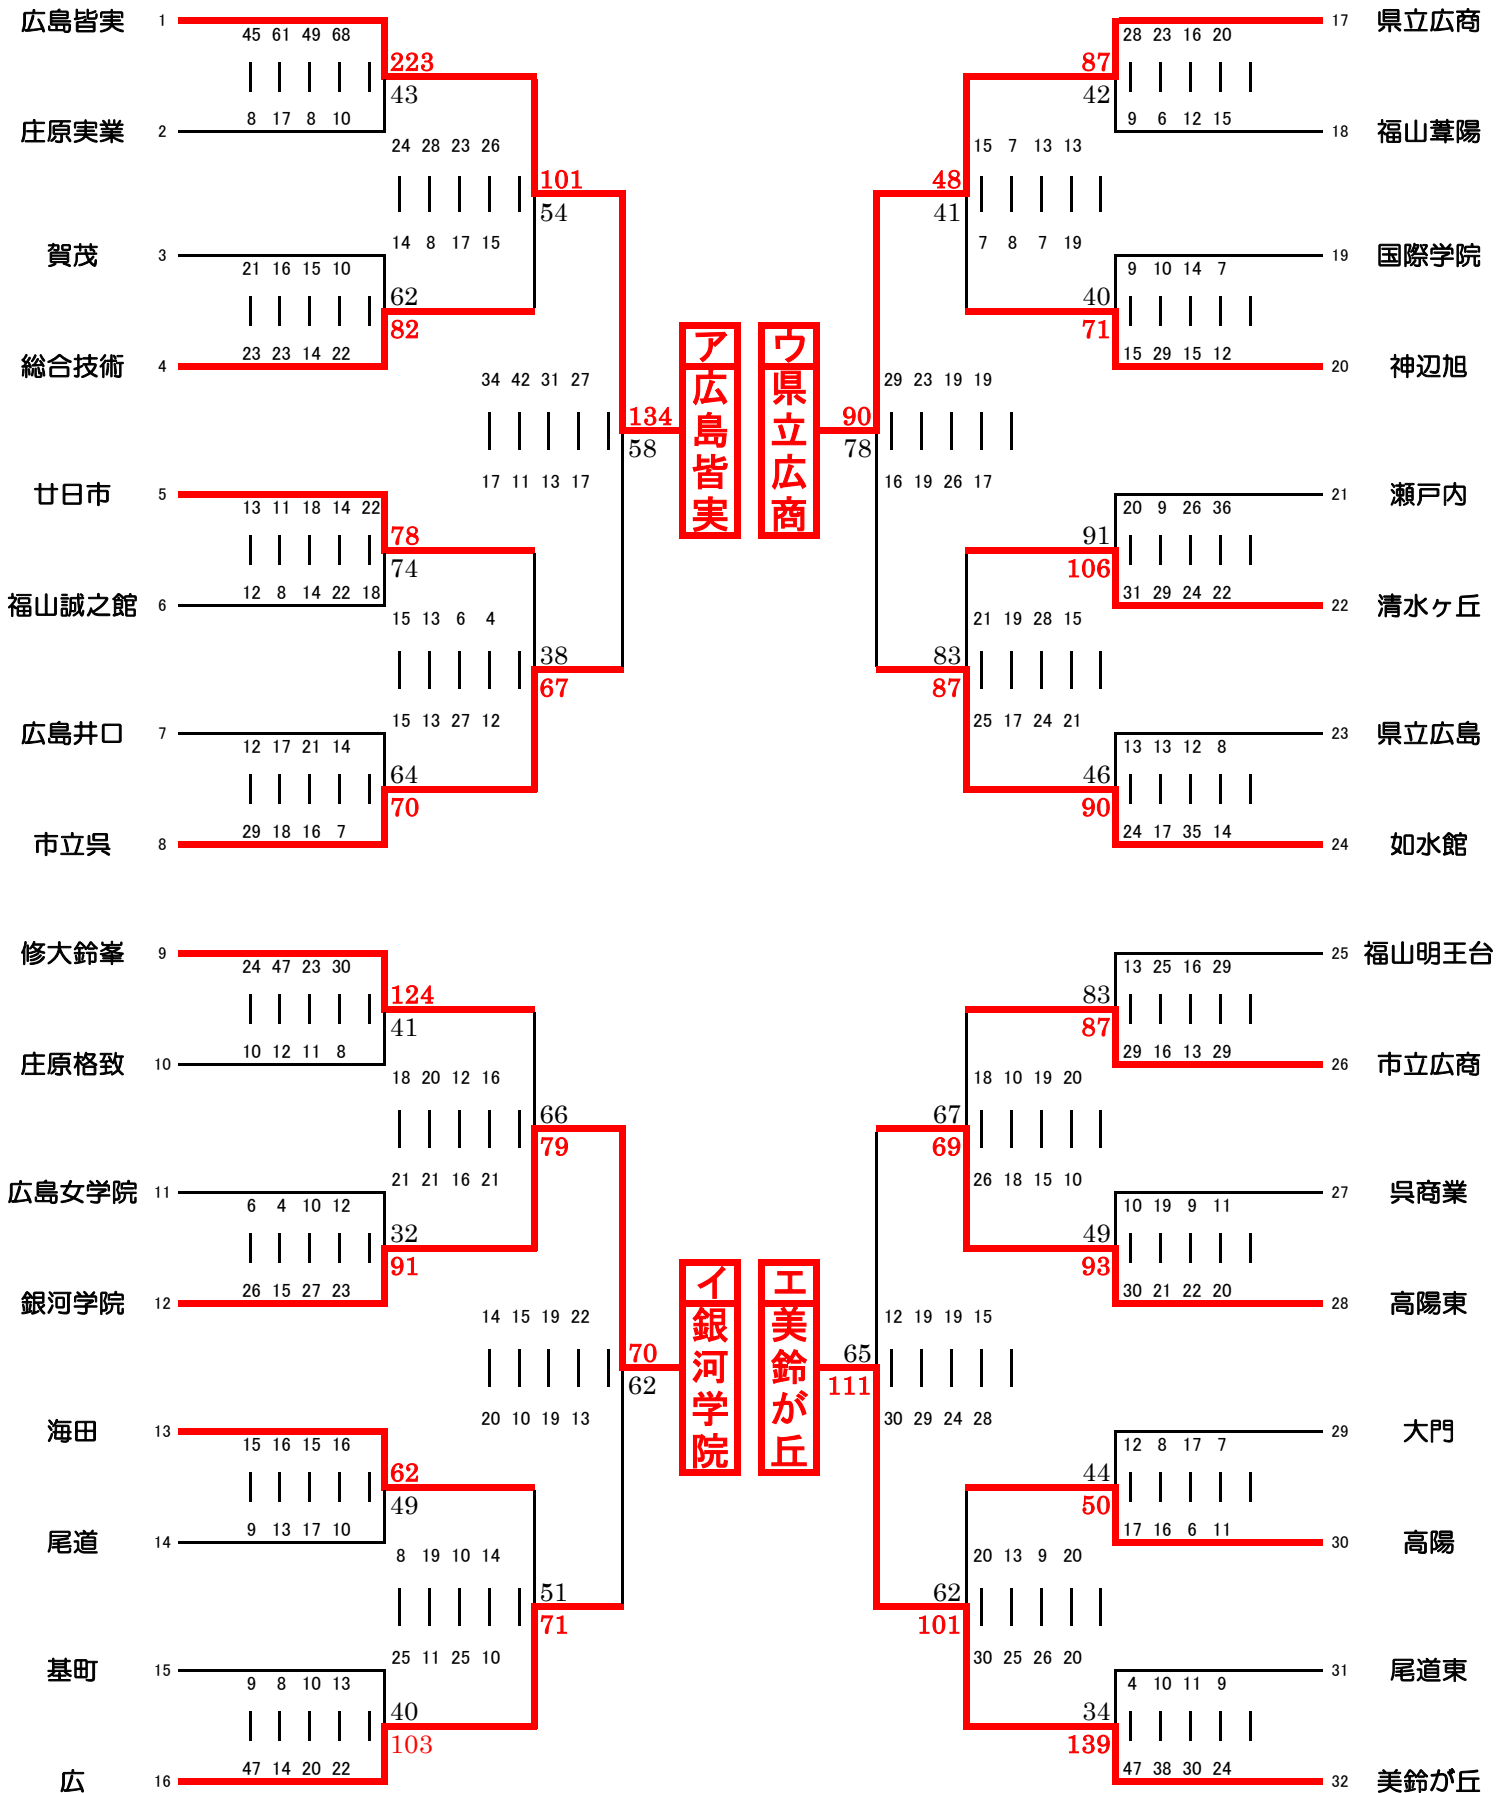 広島皆実 1
45 61 49 68
223
43
8 17 8 10
庄原実業 2
24 28 23 26
101
54
14 8 17 15
賀茂 3
21 16 15 10
62
82
23 23 14 22
総合技術 4
34 42 31 27
134
58
17 11 13 17
廿日市 5
13 11 18 14 22
78
74
12 8 14 22 18
福山誠之館 6
15 13 6 4
38
67
15 13 27 12
広島井口 7
12 17 21 14
64
70
29 18 16 7
市立呉 8
ア広島皆実
17 県立広商
28 23 16 20
87
42
9 6 12 15
18 福山葦陽
15 7 13 13
48
41
7 8 7 19
19 国際学院
9 10 14 7
40
71
15 29 15 12
20 神辺旭
29 23 19 19
90
78
16 19 26 17
21 瀬戸内
20 9 26 36
91
106
31 29 24 22
22 清水ヶ丘
21 19 28 15
83
87
25 17 24 21
23 県立広島
13 13 12 8
46
90
24 17 35 14
24 如水館
ウ県立広商
修大鈴峯 9
24 47 23 30
124
41
10 12 11 8
庄原格致 10
18 20 12 16
66
79
21 21 16 21
広島女学院 11
6 4 10 12
32
91
26 15 27 23
銀河学院 12
14 15 19 22
70
62
20 10 19 13
海田 13
15 16 15 16
62
49
9 13 17 10
尾道 14
8 19 10 14
51
71
25 11 25 10
基町 15
9 8 10 13
40
103
47 14 20 22
広 16
イ銀河学院
25 福山明王台
13 25 16 29
83
87
29 16 13 29
26 市立広商
18 10 19 20
67
69
26 18 15 10
27 呉商業
10 19 9 11
49
93
30 21 22 20
28 高陽東
12 19 19 15
65
111
30 29 24 28
29 大門
12 8 17 7
44
50
17 16 6 11
30 高陽
20 13 9 20
62
101
30 25 26 20
31 尾道東
4 10 11 9
34
139
47 38 30 24
32 美鈴が丘
エ美鈴が丘